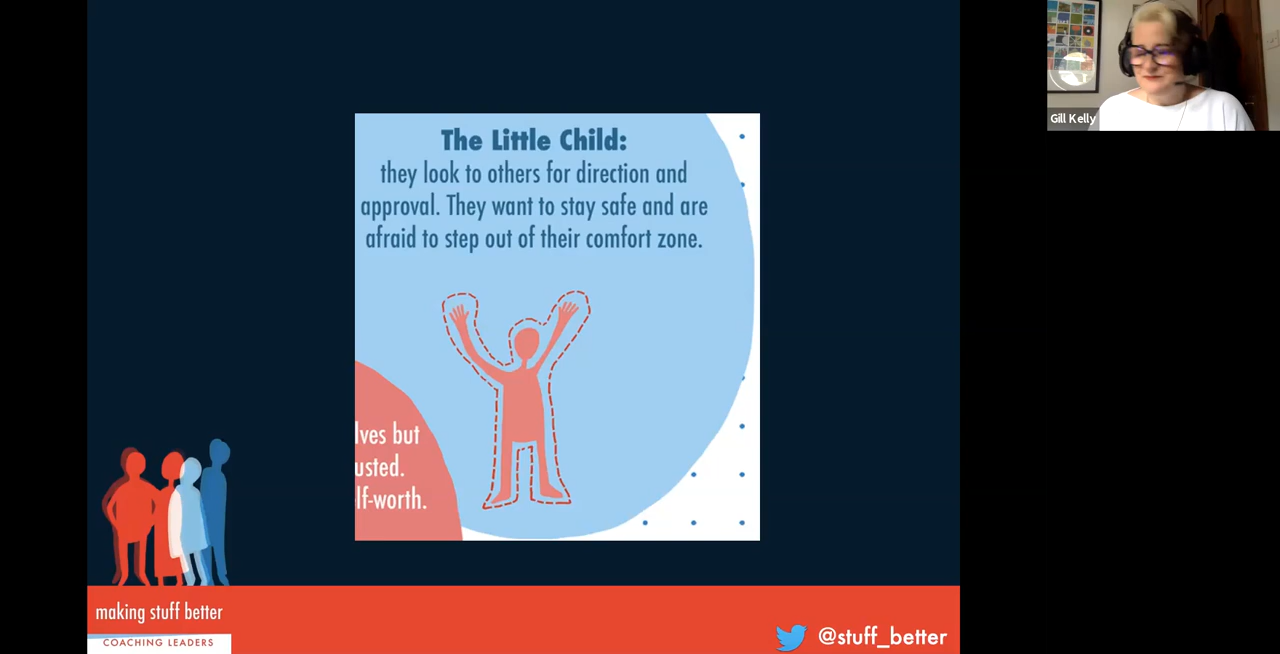 The Little Child:
they look to others for direction and
approval. They want to stay safe and are
afraid to step out of their comfort zone.
lves but
usted.
lf-worth.
making stuff better
COACHING LEADERS
@stuff_better
Gill Kelly